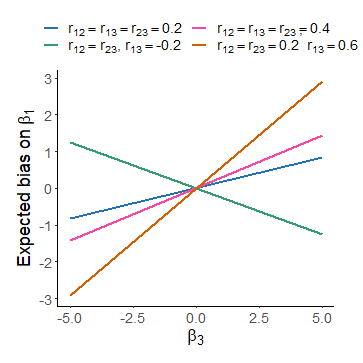 r₁₂ = r₁₃ = r₂₃ = 0.2 r₁₂ = r₁₃ = r₂₃ = 0.4
r₁₂ = r₂₃, r₁₃ = -0.2 r₁₂ = r₂₃ = 0.2 r₁₃ = 0.6
Expected bias on β₁
3
2
1
0
-1
-2
-3
-5.0 -2.5 0.0 2.5 5.0
β₃